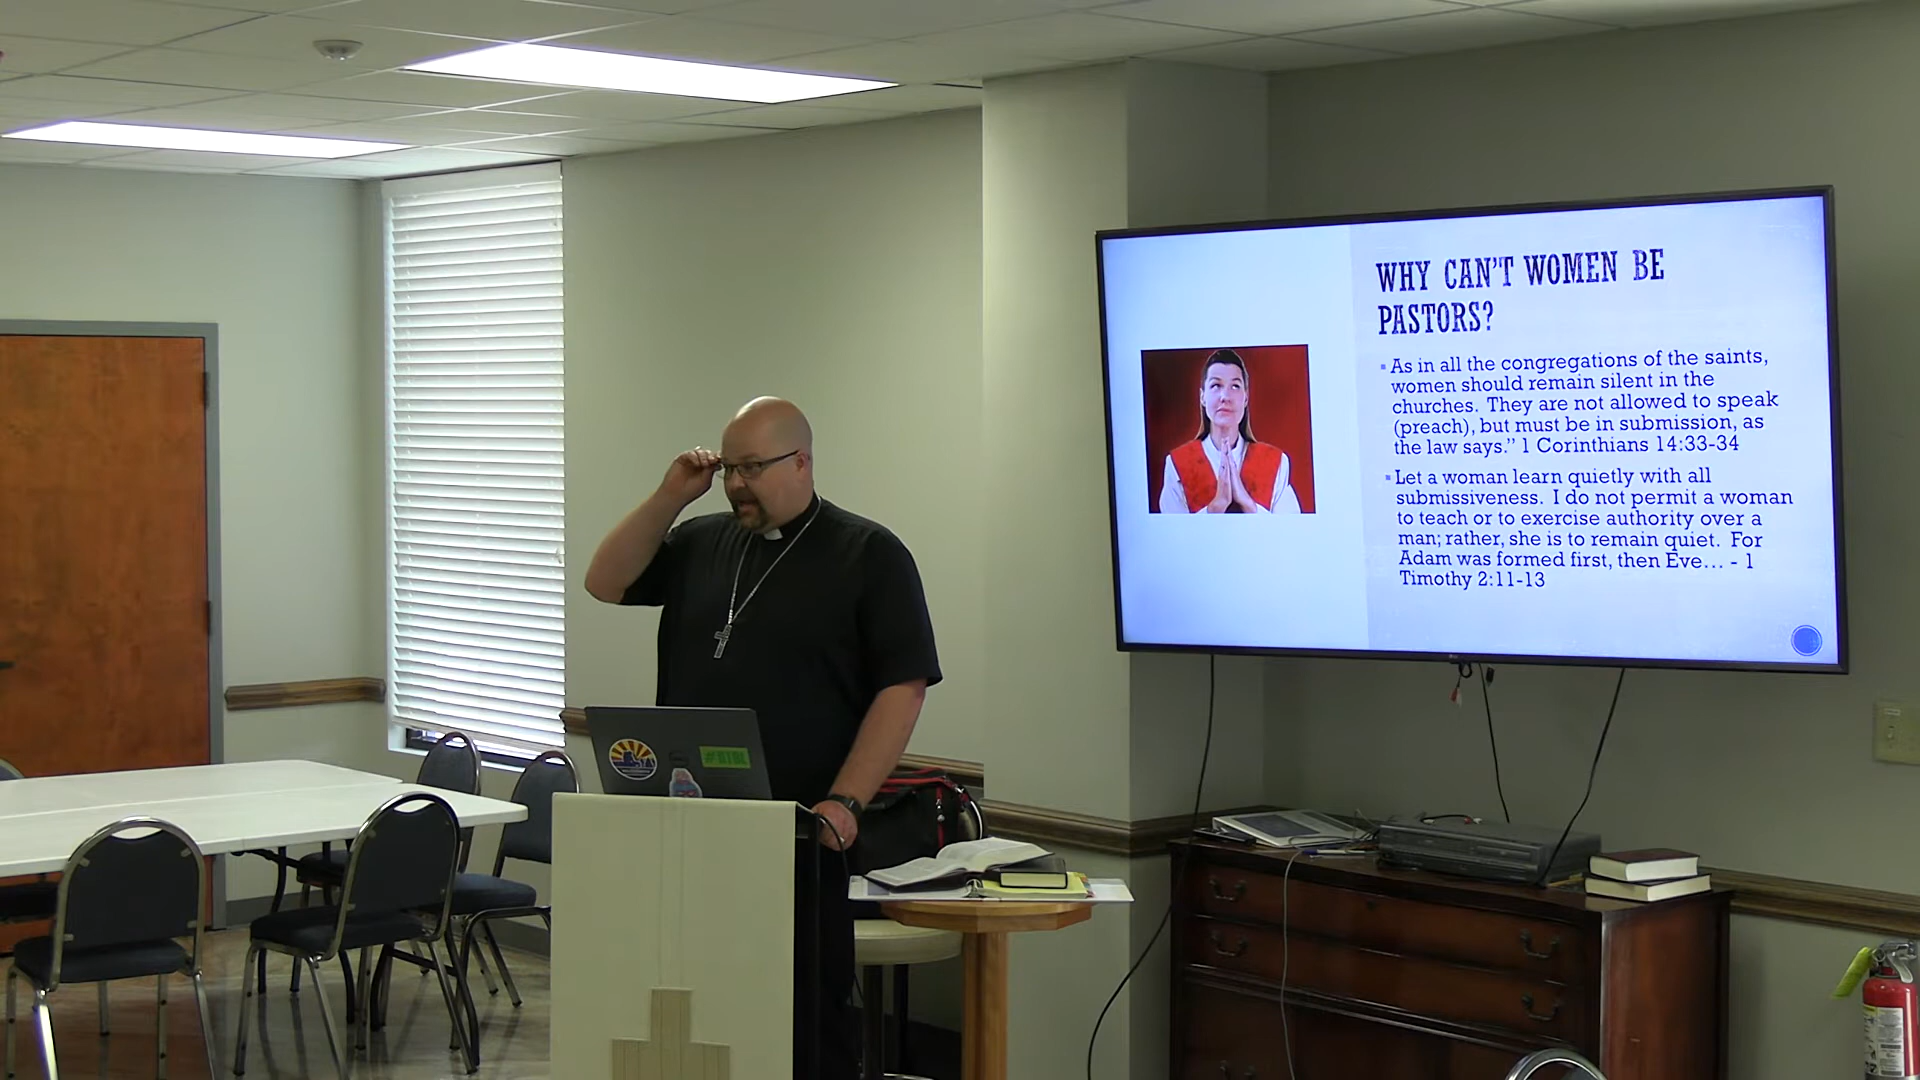 WHY CAN'T WOMEN BE
PASTORS?
As in all the congregations of the saints,
women should remain silent in the
churches. They are not allowed to speak
(preach), but must be in submission, as
the law says." 1 Corinthians 14:33-34
Let a woman learn quietly with all
submissiveness. I do not permit a woman
to teach or to exercise authority over a
man; rather, she is to remain quiet. For
Adam was formed first, then Eve... - 1
Timothy 2:11-13